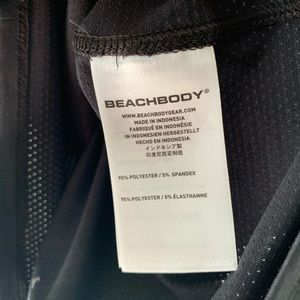 BEACHBODY®
WWW.BEACHBODYGEAR.COM
MADE IN INDONESIA
FABRIQUÉ EN INDONÉSIE
IN INDONESIEN HERGESTELLT
HECHO EN INDONESIA
インドネシア製
印度尼西亚制造
95% POLYESTER / 5% SPANDEX
95% POLYESTER / 5% ÉLASTHANNE